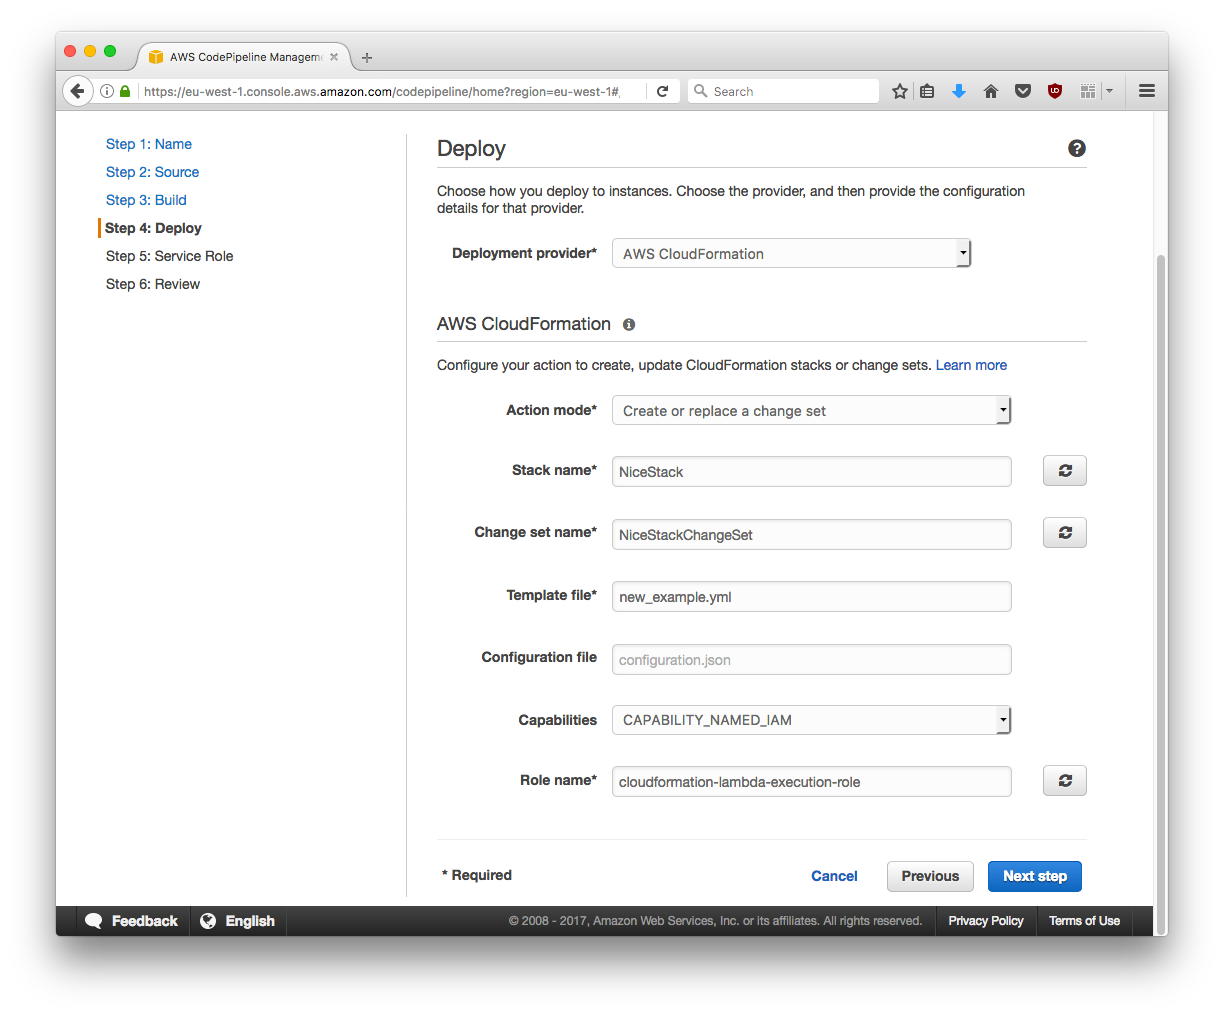 AWS CodePipeline Manageme
https://eu-west-1.console.aws.amazon.com/codepipeline/home?region=eu-west-1#
Search
Step 1: Name
Step 2: Source
Step 3: Build
Step 4: Deploy
Step 5: Service Role
Step 6: Review
Deploy
Choose how you deploy to instances. Choose the provider, and then provide the configuration
details for that provider.
Deployment provider* AWS CloudFormation
AWS CloudFormation
Configure your action to create, update CloudFormation stacks or change sets. Learn more
Action mode* Create or replace a change set
Stack name* NiceStack
Change set name* NiceStackChangeSet
Template file* new_example.yml
Configuration file configuration.json
Capabilities CAPABILITY_NAMED_IAM
Role name* cloudformation-lambda-execution-role
* Required Cancel Previous Next step
Feedback English © 2008 - 2017, Amazon Web Services, Inc. or its affiliates. All rights reserved. Privacy Policy Terms of Use